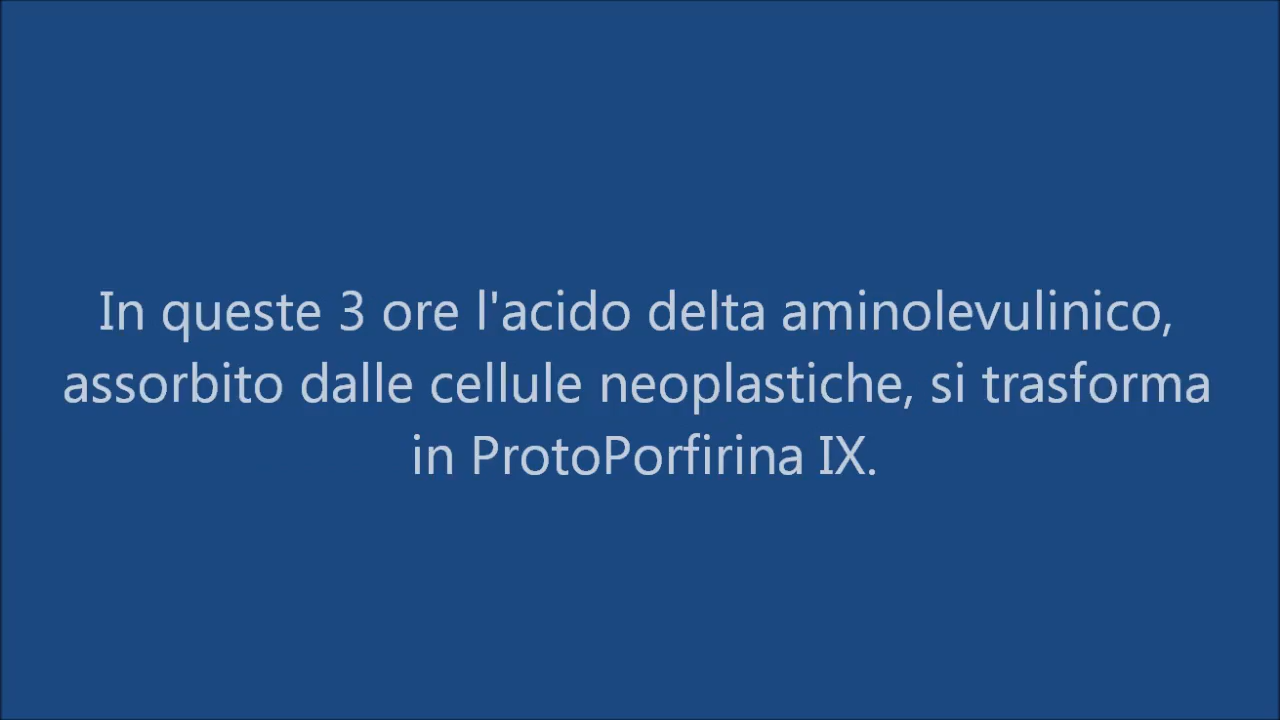 In queste 3 ore l'acido delta aminolevulinico,
assorbito dalle cellule neoplastiche, si trasforma
in ProtoPorfirina IX.